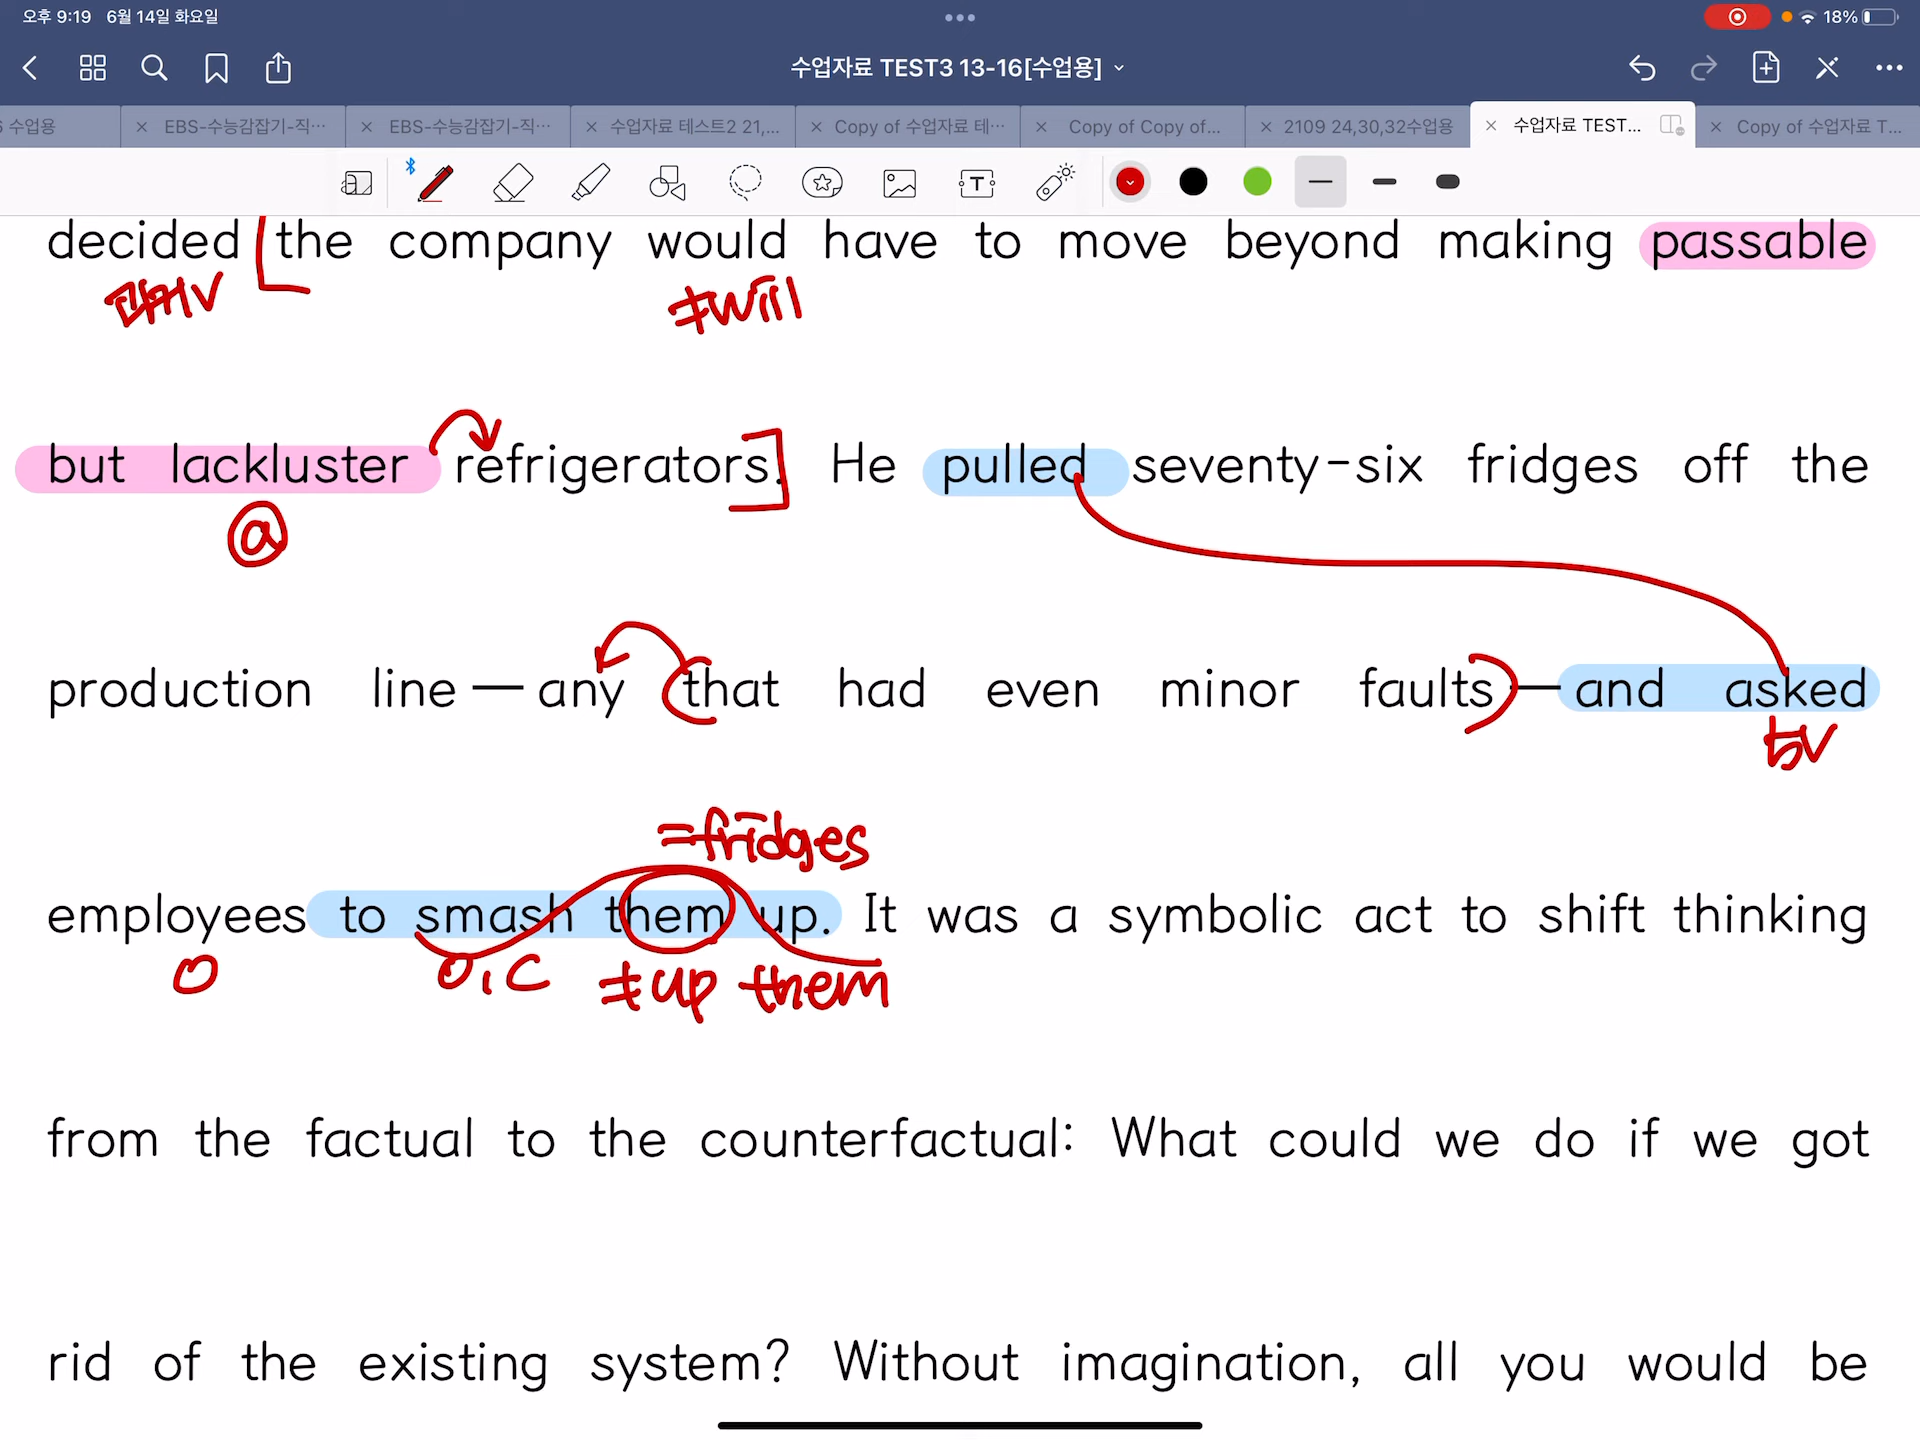 오후 9:19 6월 14일 화요일
18%
수업자료 TEST3 13-16[수업용]
수업용
EBS-수능감잡기-직…
EBS-수능감잡기-직…
수업자료 테스트2 21,...
Copy of 수업자료 테…
Copy of Copy of...
2109 24,30,32수업용
수업자료 TEST...
Copy of 수업자료 T...
decided the company would have to move beyond making passable
≠will
but lackluster refrigerators. He pulled seventy-six fridges off the
ⓐ
production line — any that had even minor faults — and asked
5V
=fridges
employees to smash them up. It was a symbolic act to shift thinking
O
O.C
≠up them
from the factual to the counterfactual: What could we do if we got
rid of the existing system? Without imagination, all you would be